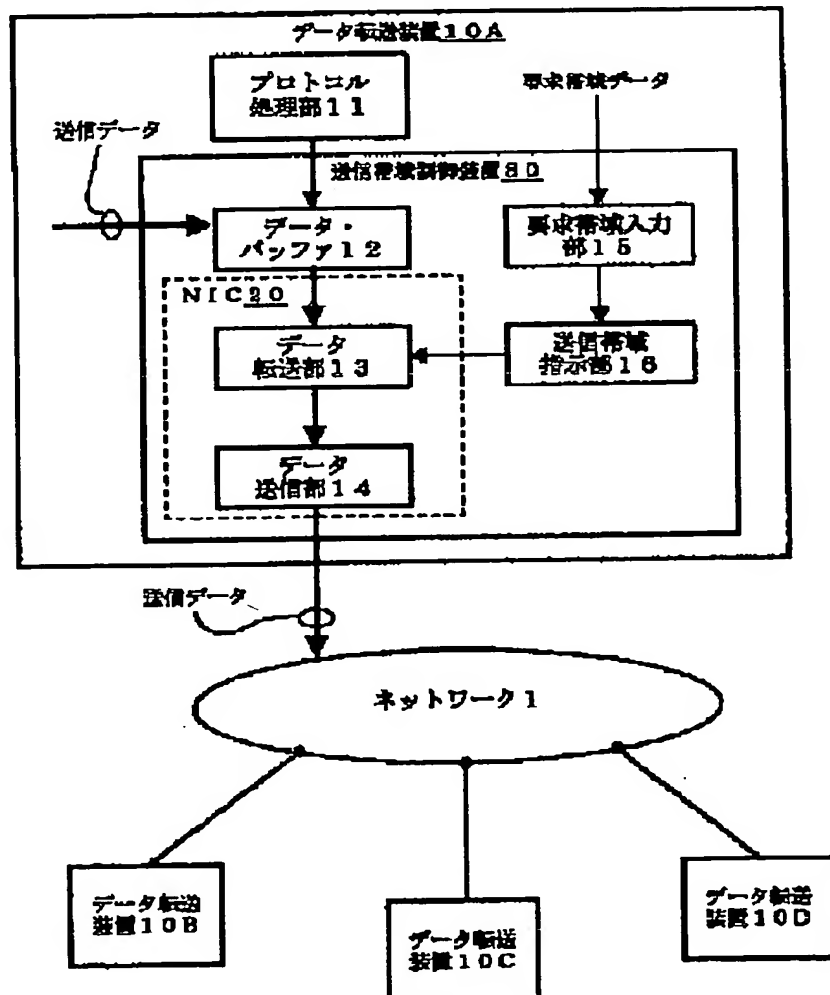 データ転送装置10A
プロトコル
処理部11
要求帯域データ
送信データ
送信帯域制御装置80
データ・
バッファ12
要求帯域入力
部15
NIC20
データ
転送部13
送信帯域
指示部16
データ
送信部14
送信データ
ネットワーク1
データ転送
装置10B
データ転送
装置10C
データ転送
装置10D